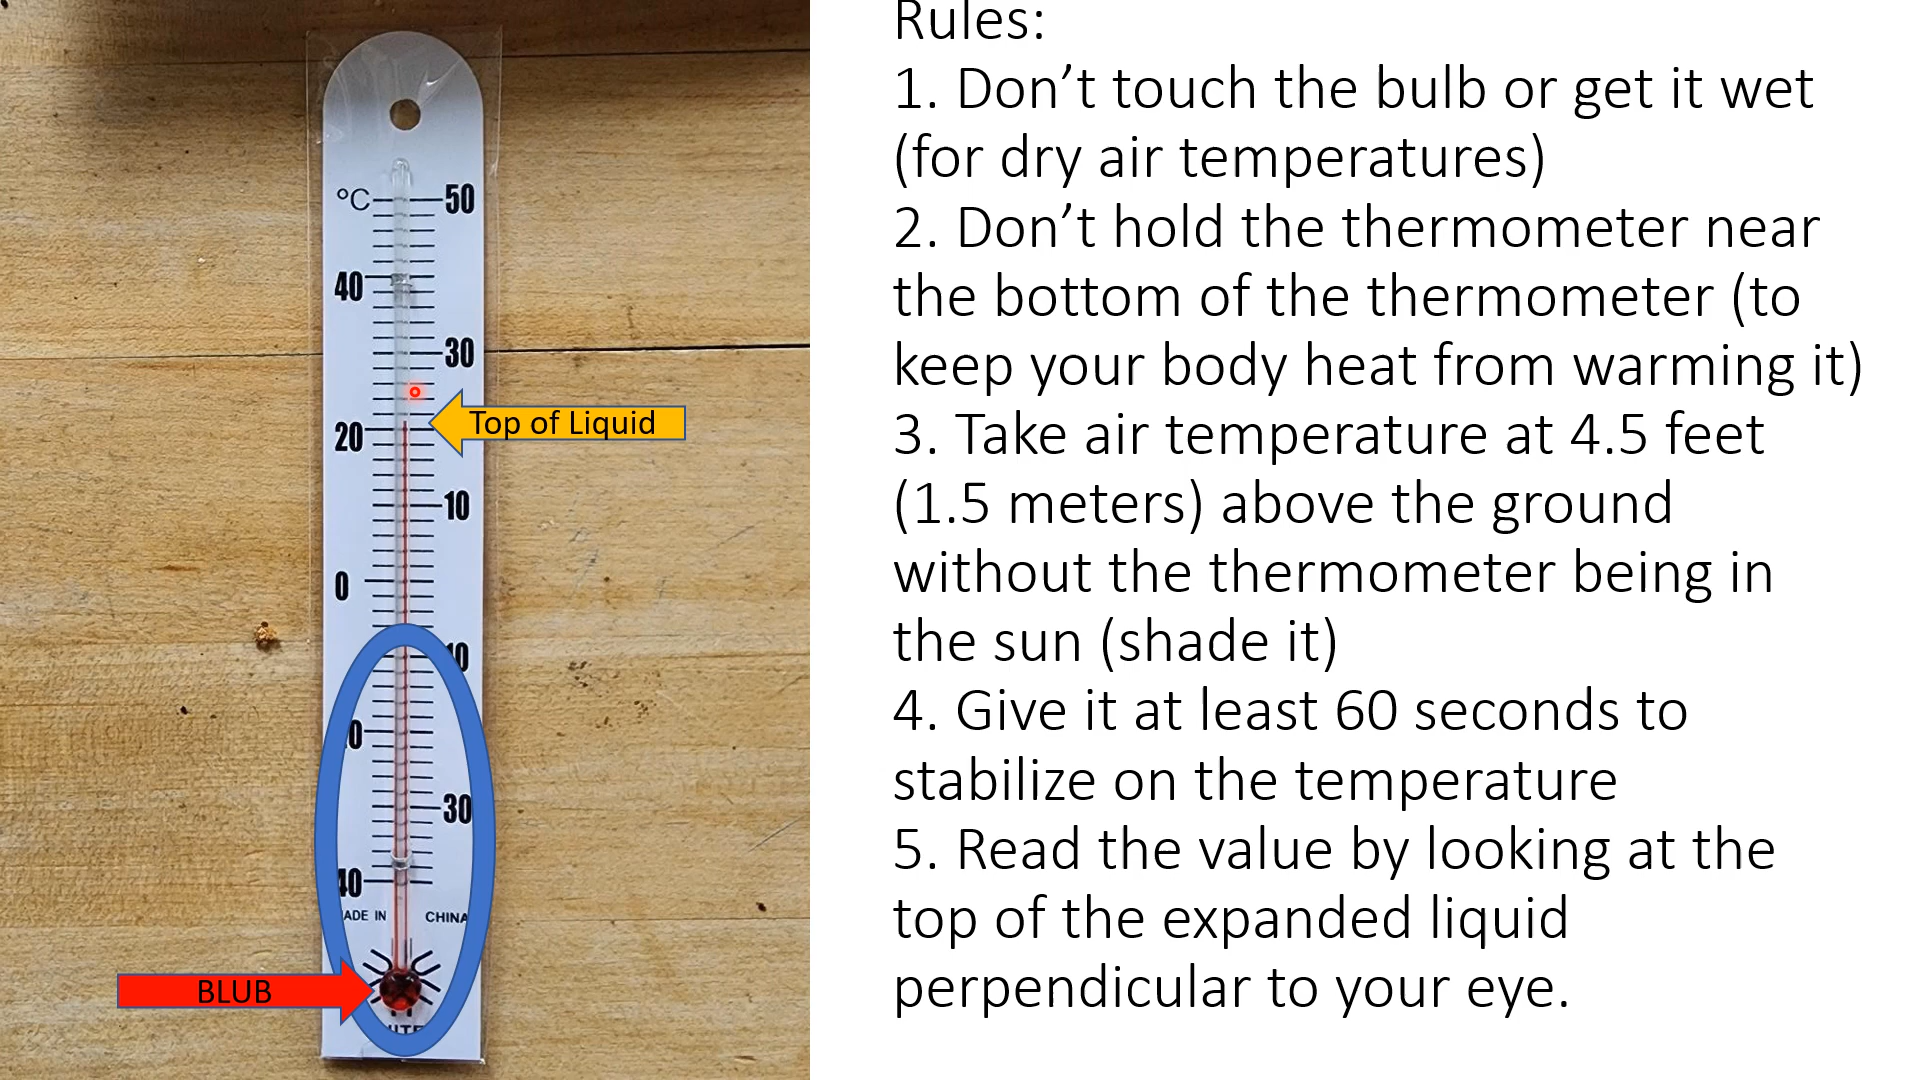 °C
50
40
30
Top of Liquid
20
10
0
10
0
30
40
ADE IN CHINA
BLUB
Rules:
1. Don’t touch the bulb or get it wet
(for dry air temperatures)
2. Don’t hold the thermometer near
the bottom of the thermometer (to
keep your body heat from warming it)
3. Take air temperature at 4.5 feet
(1.5 meters) above the ground
without the thermometer being in
the sun (shade it)
4. Give it at least 60 seconds to
stabilize on the temperature
5. Read the value by looking at the
top of the expanded liquid
perpendicular to your eye.